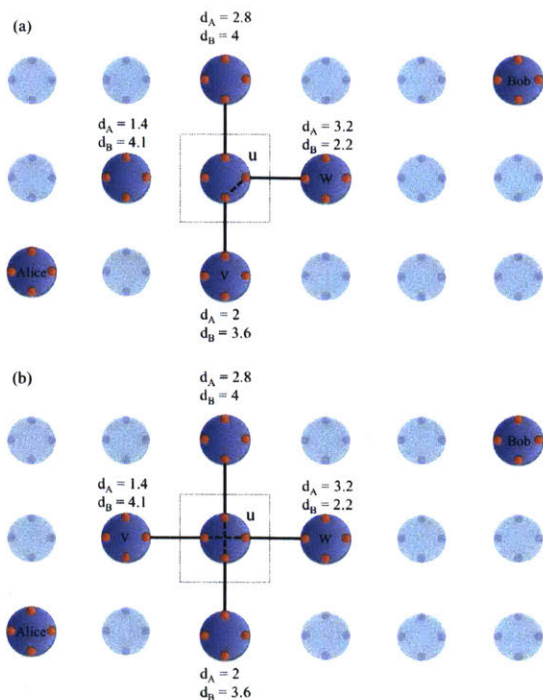 (a)
d_A = 2.8
d_B = 4
Bob
d_A = 1.4
d_B = 4.1
u
d_A = 3.2
d_B = 2.2
W
Alice
V
d_A = 2
d_B = 3.6
(b)
d_A = 2.8
d_B = 4
Bob
d_A = 1.4
d_B = 4.1
V
u
d_A = 3.2
d_B = 2.2
W
Alice
d_A = 2
d_B = 3.6